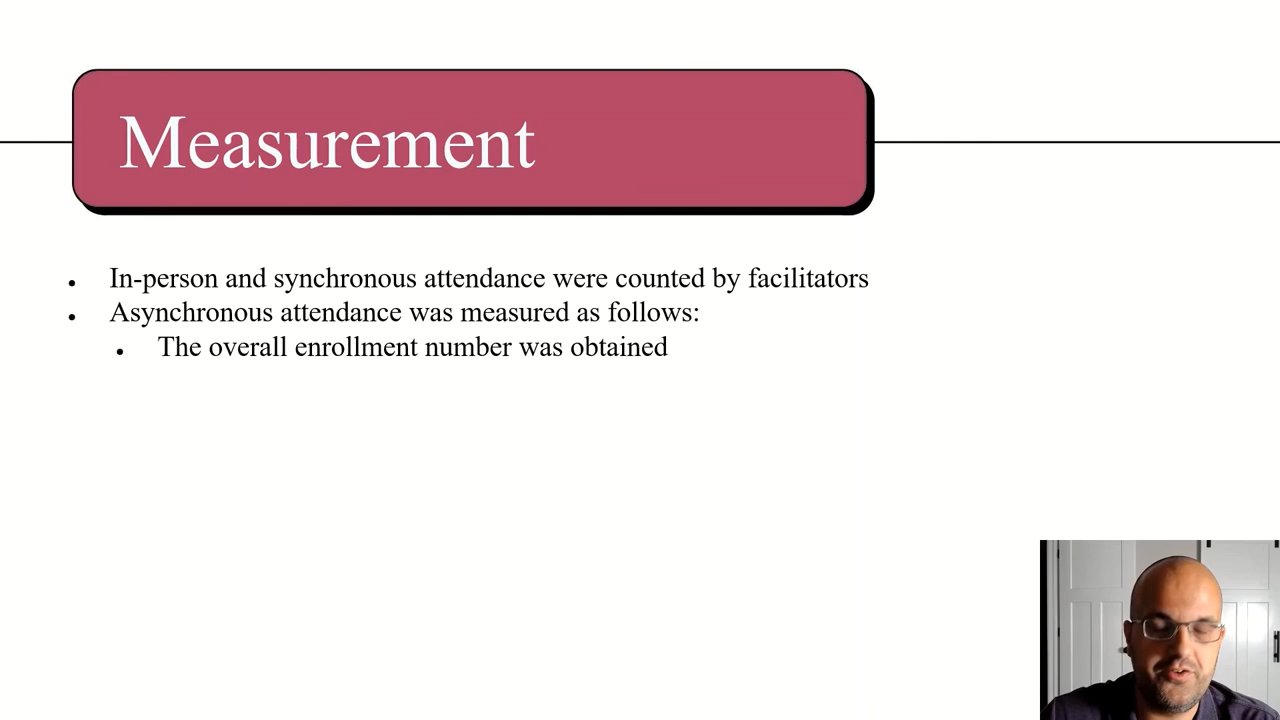 Measurement
In-person and synchronous attendance were counted by facilitators
Asynchronous attendance was measured as follows:
The overall enrollment number was obtained